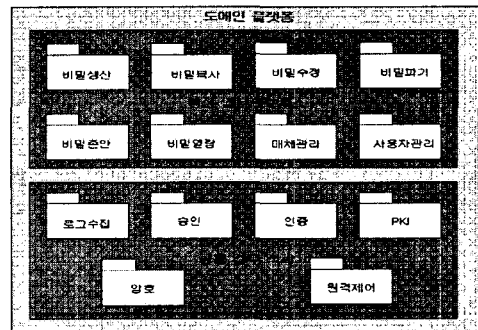 도메인 플랫폼
비밀생산 비밀복사 비밀수정 비밀파기
비밀존안 비밀열람 매체관리 사용자관리
로그수집 승인 인증 PKI
암호 원격제어